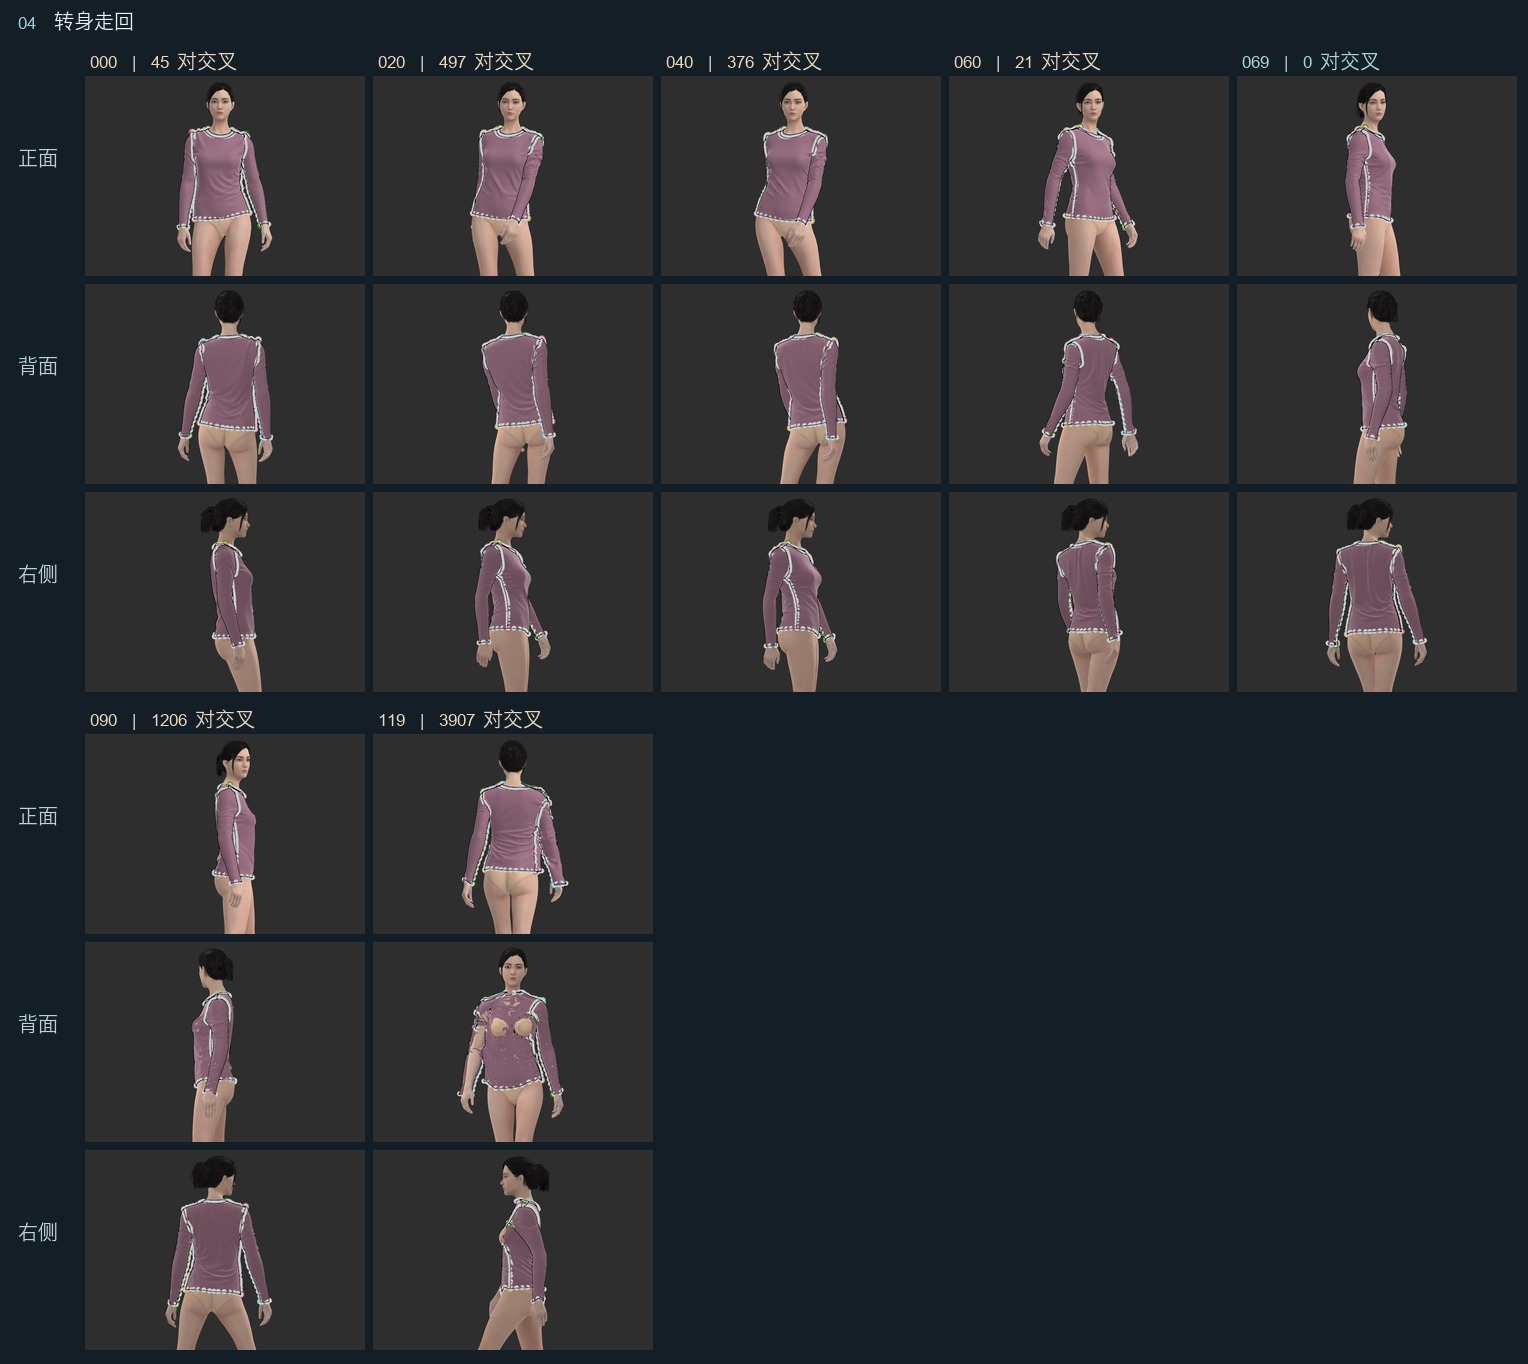 04 转身走回
000 | 45 对交叉
020 | 497 对交叉
040 | 376 对交叉
060 | 21 对交叉
069 | 0 对交叉
正面
背面
右侧
090 | 1206 对交叉
119 | 3907 对交叉
正面
背面
右侧